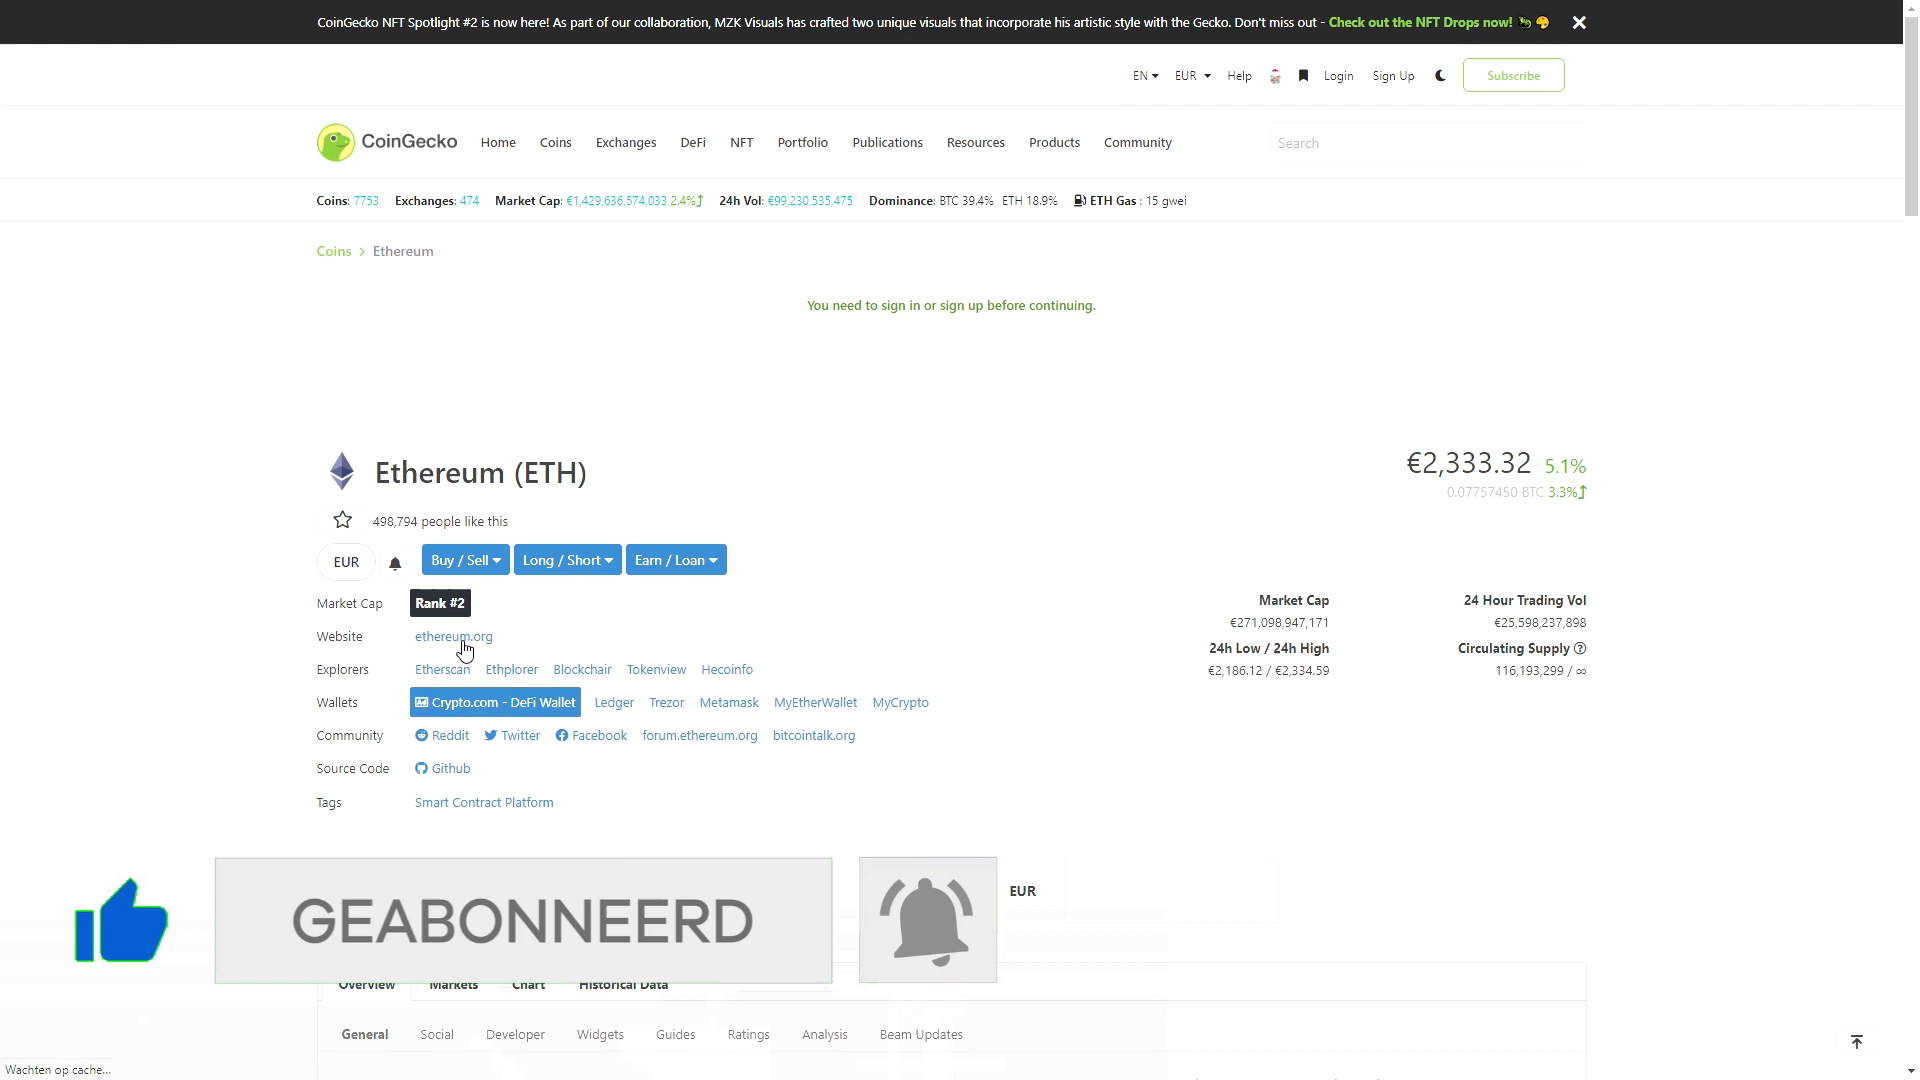 CoinGecko NFT Spotlight #2 is now here! As part of our collaboration, MZK Visuals has crafted two unique visuals that incorporate his artistic style with the Gecko. Don't miss out - Check out the NFT Drops now!
EN EUR Help Login Sign Up Subscribe
CoinGecko Home Coins Exchanges DeFi NFT Portfolio Publications Resources Products Community Search
Coins: 7753 Exchanges: 474 Market Cap: €1,429,636,574,033 2.4% 24h Vol: €99,230,535,475 Dominance: BTC 39.4% ETH 18.9% ETH Gas : 15 gwei
Coins > Ethereum
You need to sign in or sign up before continuing.
Ethereum (ETH)
€2,333.32 5.1%
0.07757450 BTC 3.3%
498,794 people like this
EUR Buy / Sell Long / Short Earn / Loan
Market Cap Rank #2
Website ethereum.org
Explorers Etherscan Ethplorer Blockchair Tokenview Hecoinfo
Wallets Crypto.com - DeFi Wallet Ledger Trezor Metamask MyEtherWallet MyCrypto
Community Reddit Twitter Facebook forum.ethereum.org bitcointalk.org
Source Code Github
Tags Smart Contract Platform
Market Cap 24 Hour Trading Vol
€271,098,947,171 €25,598,237,898
24h Low / 24h High Circulating Supply
€2,186.12 / €2,334.59 116,193,299 / ∞
GEABONNEERD
EUR
Overview Markets Chart Historical Data
General Social Developer Widgets Guides Ratings Analysis Beam Updates
Wachten op cache...